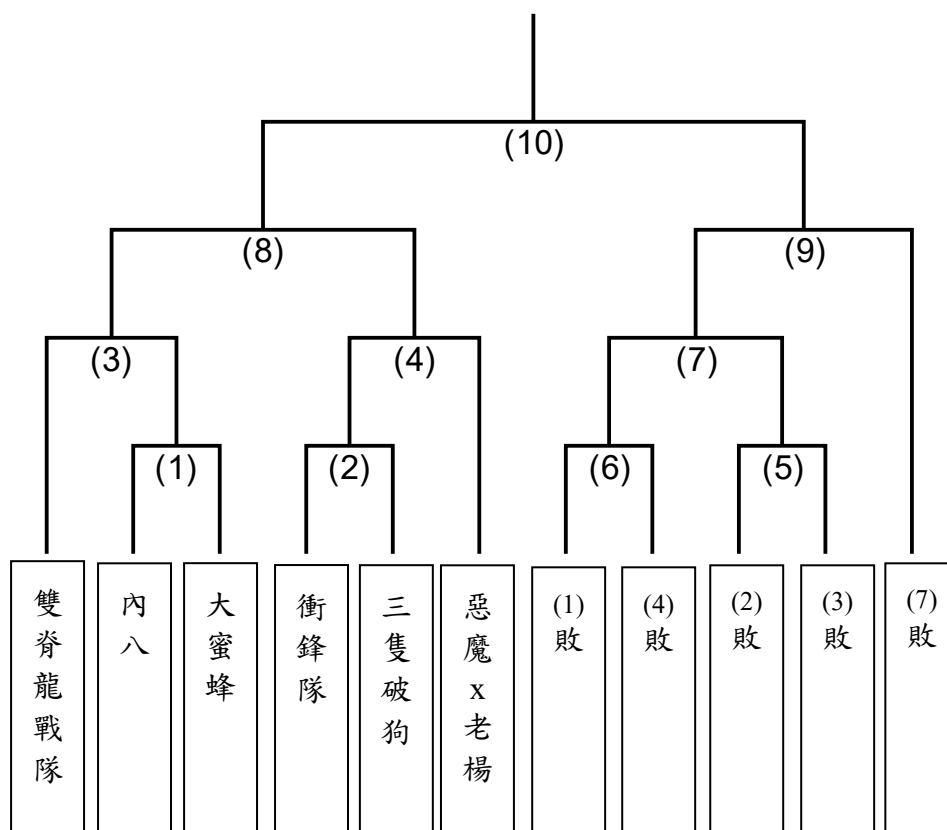 (10)
(8)
(9)
(3)
(4)
(7)
(1)
(2)
(6)
(5)
雙脊龍戰隊
內八
大蜜蜂
衝鋒隊
三隻破狗
惡魔x老楊
(1)敗
(4)敗
(2)敗
(3)敗
(7)敗